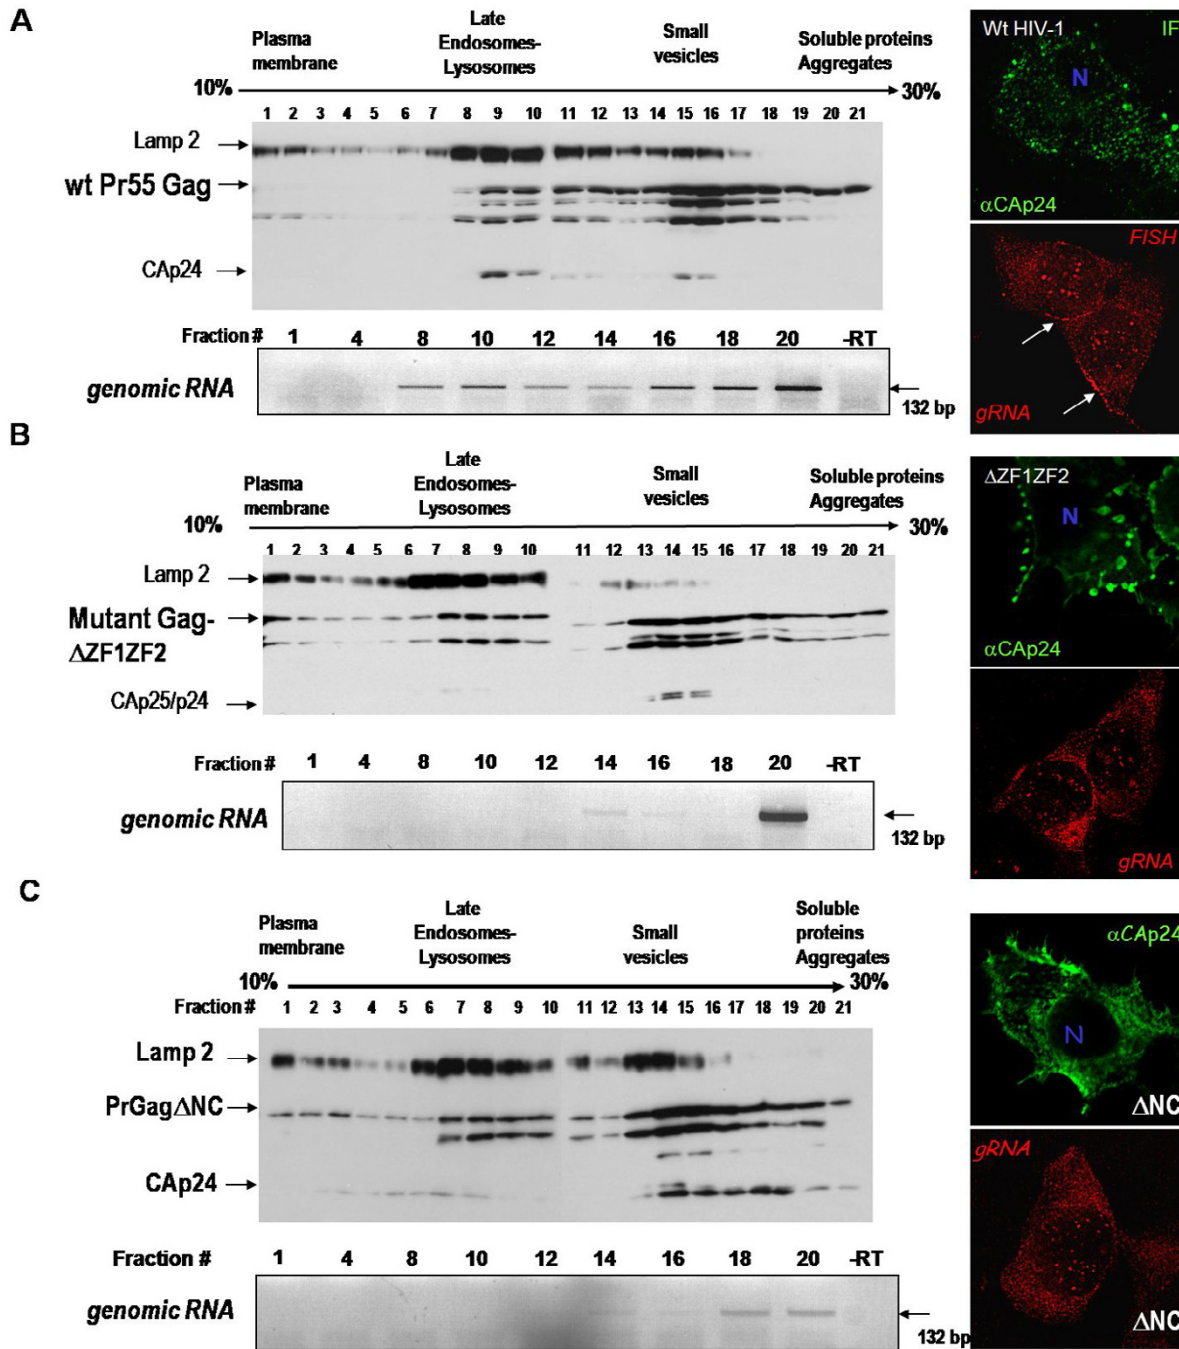 A
Plasma
membrane
Late
Endosomes-
Lysosomes
Small
vesicles
Soluble proteins
Aggregates
10%
30%
1 2 3 4 5 6 7 8 9 10 11 12 13 14 15 16 17 18 19 20 21
Lamp 2
wt Pr55 Gag
CAp24
Fraction # 1 4 8 10 12 14 16 18 20 -RT
genomic RNA
132 bp
Wt HIV-1
IF
N
αCAp24
FISH
gRNA
B
Plasma
membrane
Late
Endosomes-
Lysosomes
Small
vesicles
Soluble proteins
Aggregates
10%
30%
1 2 3 4 5 6 7 8 9 10 11 12 13 14 15 16 17 18 19 20 21
Lamp 2
Mutant Gag-
ΔZF1ZF2
CAp25/p24
Fraction # 1 4 8 10 12 14 16 18 20 -RT
genomic RNA
132 bp
ΔZF1ZF2
N
αCAp24
gRNA
C
Plasma
membrane
Late
Endosomes-
Lysosomes
Small
vesicles
Soluble
proteins
Aggregates
10%
30%
Fraction # 1 2 3 4 5 6 7 8 9 10 11 12 13 14 15 16 17 18 19 20 21
Lamp 2
PrGagΔNC
CAp24
Fraction # 1 4 8 10 12 14 16 18 20 -RT
genomic RNA
132 bp
αCAp24
N
ΔNC
gRNA
ΔNC